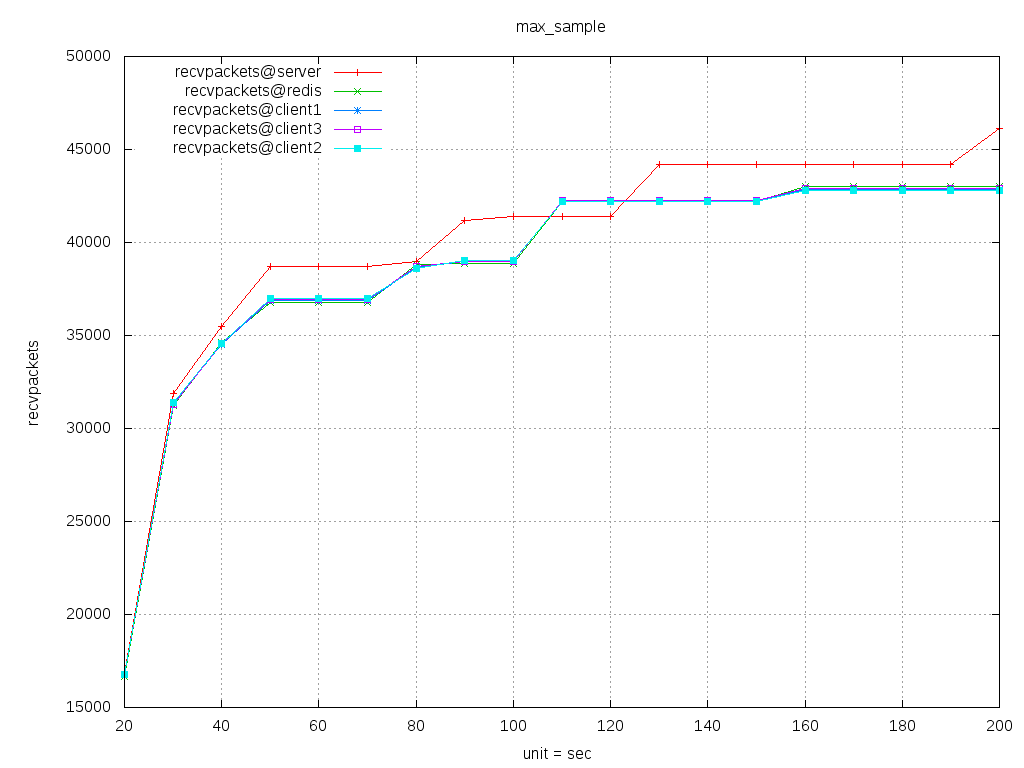 max_sample
50000
45000
40000
35000
30000
25000
20000
15000
recvpackets@server
recvpackets@redis
recvpackets@client1
recvpackets@client3
recvpackets@client2
recvpackets
20 40 60 80 100 120 140 160 180 200
unit = sec